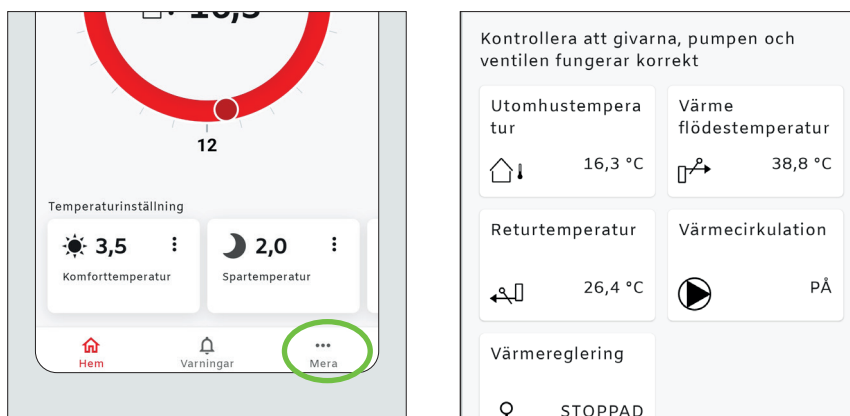 12
Temperaturinställning
3,5
2,0
Komforttemperatur
Spartemperatur
Hem
Varningar
Mera
Kontrollera att givarna, pumpen och
ventilen fungerar korrekt
Utomhustempera
tur
16,3 °C
Värme
flödestemperatur
38,8 °C
Returtemperatur
26,4 °C
Värmecirkulation
PÅ
Värmereglering
STOPPAD